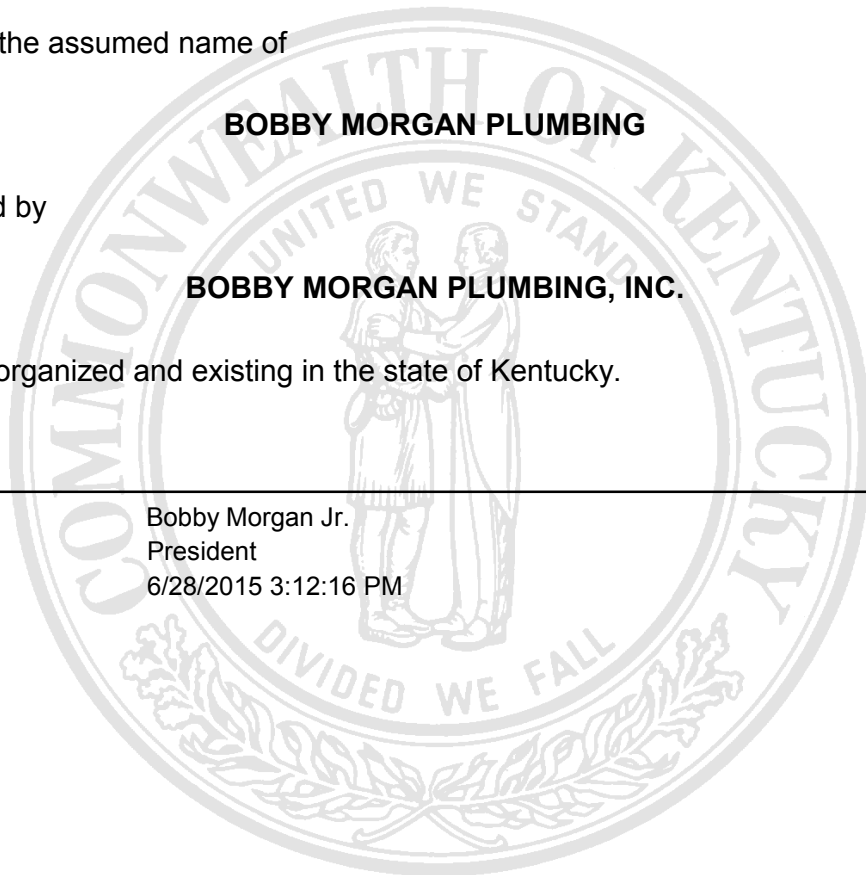 the assumed name of
BOBBY MORGAN PLUMBING
d by
BOBBY MORGAN PLUMBING, INC.
organized and existing in the state of Kentucky.
Bobby Morgan Jr.
President
6/28/2015 3:12:16 PM
COMMONWEALTH OF KENTUCKY
UNITED WE STAND
DIVIDED WE FALL